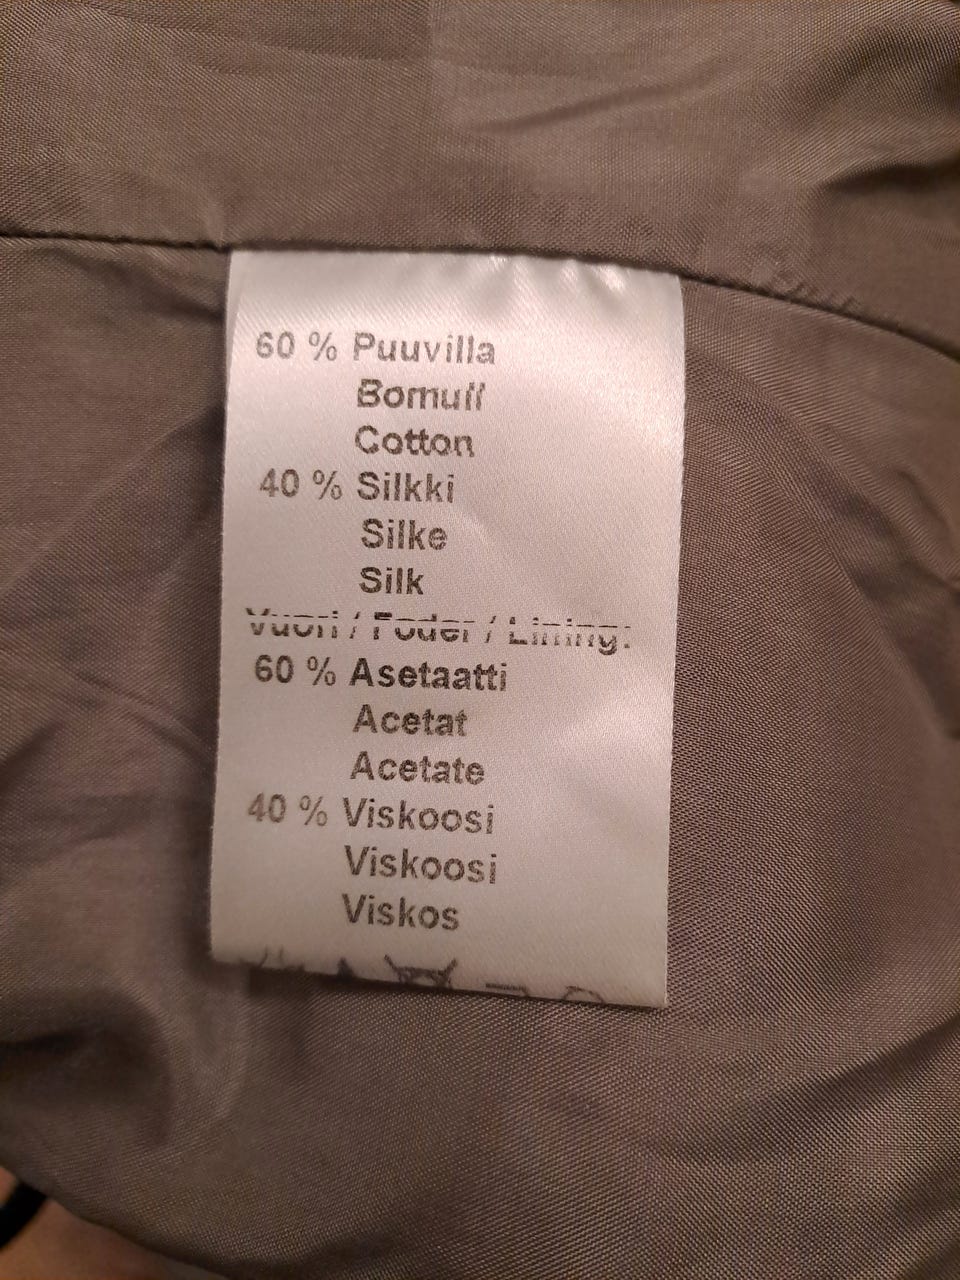 60 % Puuvilla
Bomull
Cotton
40 % Silkki
Silke
Silk
Vuori / Foder / Lining:
60 % Asetaatti
Acetat
Acetate
40 % Viskoosi
Viskoosi
Viskos